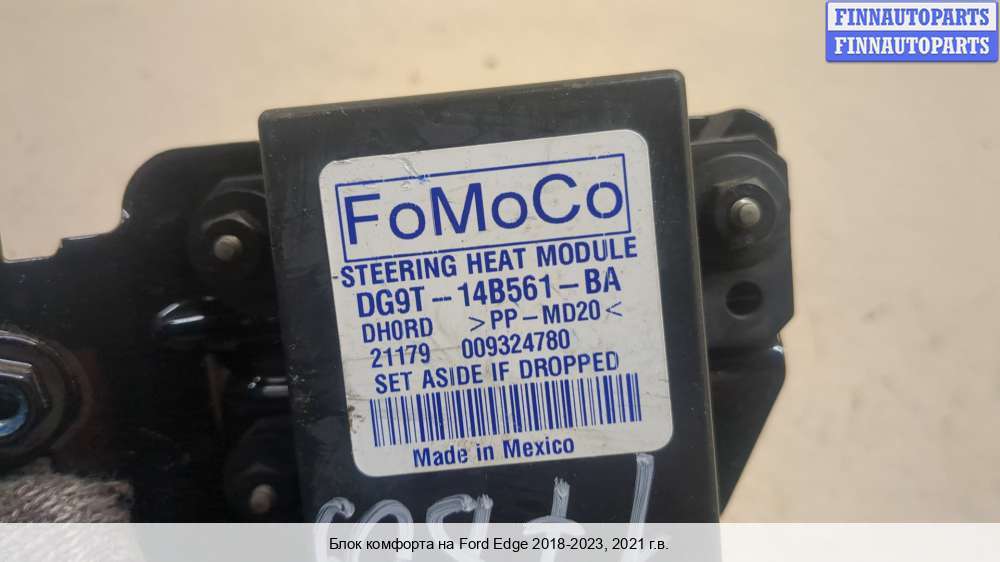 FINNAUTOPARTS
FINNAUTOPARTS
FoMoCo
-STEERING HEAT MODULE
DG9T-14B561-BA
DHORD >PP-MD20<
21179 009324780
SET ASIDE IF DROPPED
Made in Mexico
Блок комфорта на Ford Edge 2018-2023, 2021 г.в.